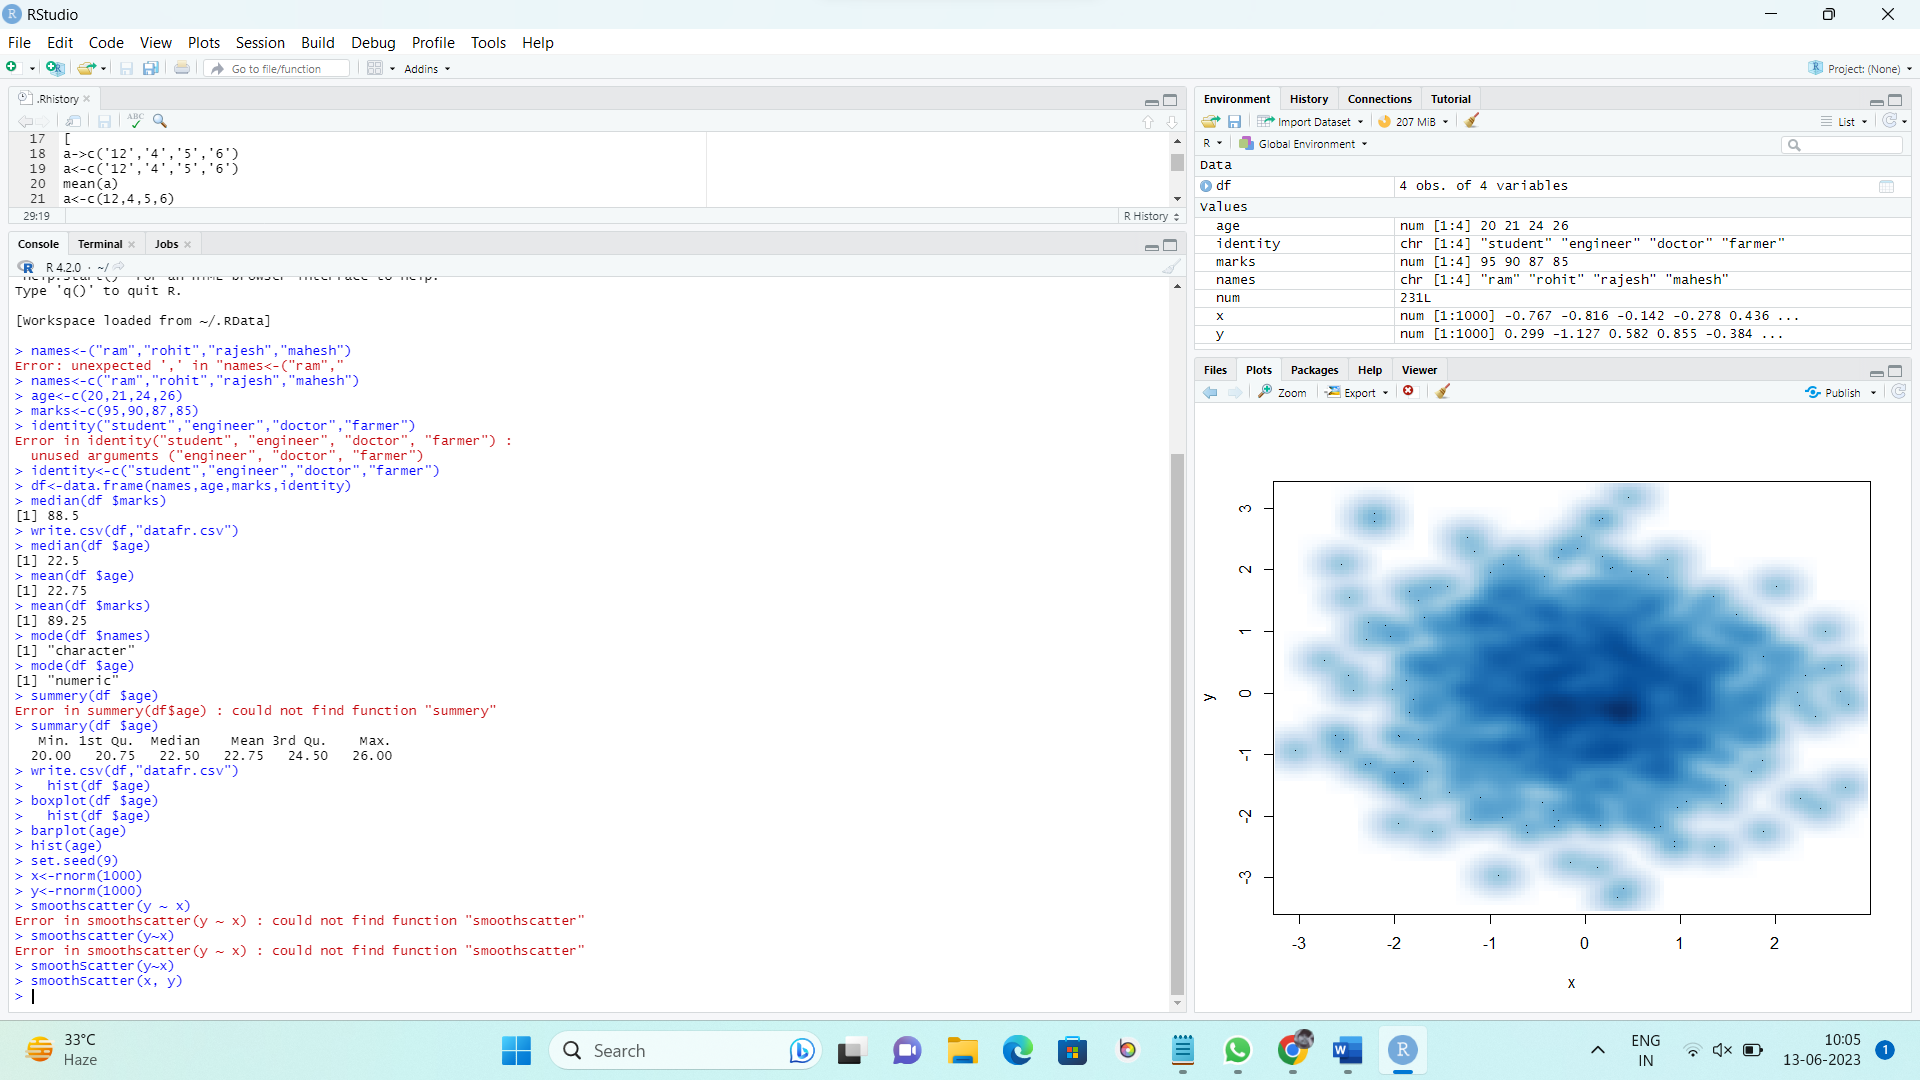 RStudio
File Edit Code View Plots Session Build Debug Profile Tools Help
Go to file/function Addins Project: (None)
.Rhistory
17 [
18 a->c('12','4','5','6')
19 a<-c('12','4','5','6')
20 mean(a)
21 a<-c(12,4,5,6)
29:19 R History
Console Terminal Jobs
R 4.2.0 · ~/
'help.start()' for an HTML browser interface to help.
Type 'q()' to quit R.
[Workspace loaded from ~/.RData]
> names<-("ram","rohit","rajesh","mahesh")
Error: unexpected ',' in "names<-("ram","
> names<-c("ram","rohit","rajesh","mahesh")
> age<-c(20,21,24,26)
> marks<-c(95,90,87,85)
> identity("student","engineer","doctor","farmer")
Error in identity("student", "engineer", "doctor", "farmer") :
unused arguments ("engineer", "doctor", "farmer")
> identity<-c("student","engineer","doctor","farmer")
> df<-data.frame(names,age,marks,identity)
> median(df $marks)
[1] 88.5
> write.csv(df,"datafr.csv")
> median(df $age)
[1] 22.5
> mean(df $age)
[1] 22.75
> mean(df $marks)
[1] 89.25
> mode(df $names)
[1] "character"
> mode(df $age)
[1] "numeric"
> summery(df $age)
Error in summery(df$age) : could not find function "summery"
> summary(df $age)
Min. 1st Qu. Median Mean 3rd Qu. Max.
20.00 20.75 22.50 22.75 24.50 26.00
> write.csv(df,"datafr.csv")
> hist(df $age)
> boxplot(df $age)
> hist(df $age)
> barplot(age)
> hist(age)
> set.seed(9)
> x<-rnorm(1000)
> y<-rnorm(1000)
> smoothscatter(y ~ x)
Error in smoothscatter(y ~ x) : could not find function "smoothscatter"
> smoothscatter(y~x)
Error in smoothscatter(y ~ x) : could not find function "smoothscatter"
> smoothScatter(y~x)
> smoothScatter(x, y)
>
Environment History Connections Tutorial
Import Dataset 207 MiB List
R Global Environment
Data
df 4 obs. of 4 variables
Values
age num [1:4] 20 21 24 26
identity chr [1:4] "student" "engineer" "doctor" "farmer"
marks num [1:4] 95 90 87 85
names chr [1:4] "ram" "rohit" "rajesh" "mahesh"
num 231L
x num [1:1000] -0.767 -0.816 -0.142 -0.278 0.436 ...
y num [1:1000] 0.299 -1.127 0.582 0.855 -0.384 ...
Files Plots Packages Help Viewer
Zoom Export Publish
3
2
1
0
-1
-2
-3
y
-3 -2 -1 0 1 2
x
33°C
Haze
Search
ENG
IN
10:05
13-06-2023
1